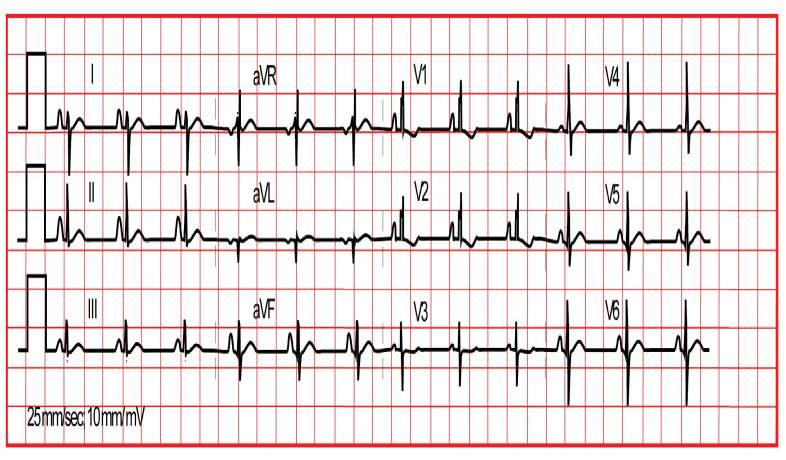 I aVR V1 V4
II aVL V2 V5
III aVF V3 V6
25mm/sec; 10mm/mV